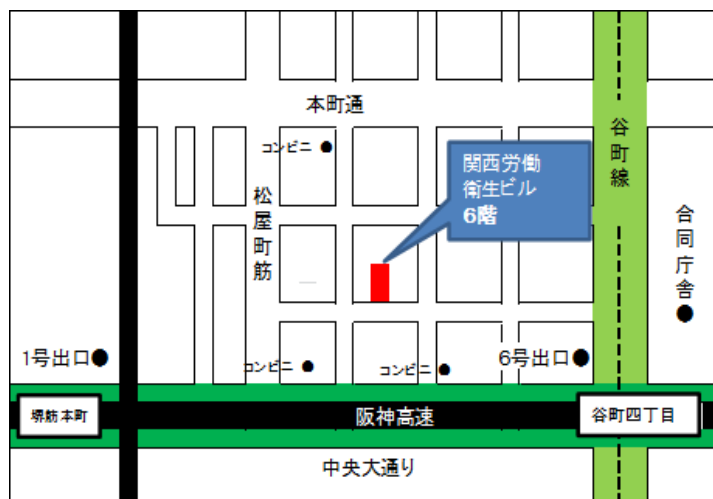 本町通
コンビニ
関西労働
衛生ビル
6階
谷町線
松屋町筋
合同庁舎
1号出口
コンビニ
コンビニ
6号出口
堺筋本町
阪神高速
谷町四丁目
中央大通り